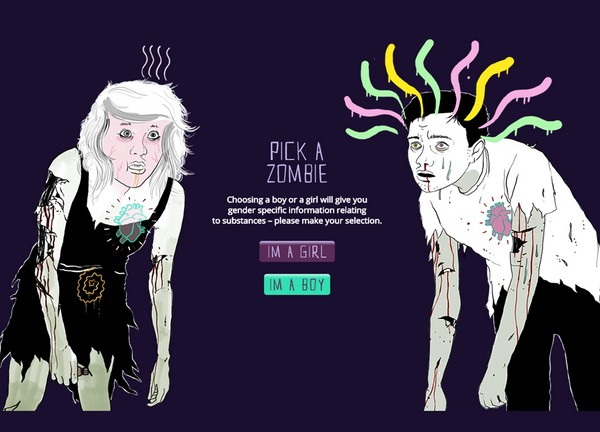 PICK A
ZOMBIE
Choosing a boy or a girl will give you
gender specific information relating
to substances – please make your selection.
IM A GIRL
IM A BOY